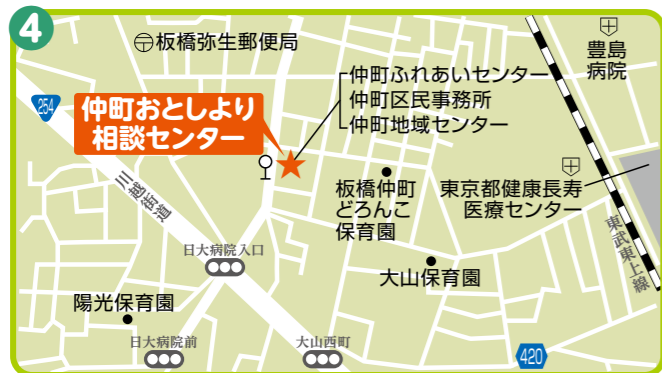 4
板橋弥生郵便局
豊島
病院
仲町ふれあいセンター
仲町区民事務所
仲町地域センター
254
仲町おとしより
相談センター
川越街道
板橋仲町
どろんこ
保育園
東京都健康長寿
医療センター
東武東上線
日大病院入口
大山保育園
陽光保育園
日大病院前
大山西町
420